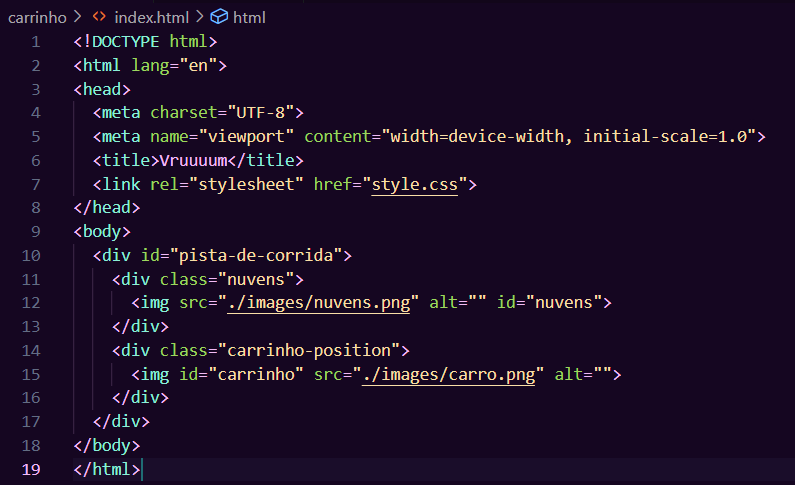 carrinho > <> index.html > html
1 <!DOCTYPE html>
2 <html lang="en">
3 <head>
4 <meta charset="UTF-8">
5 <meta name="viewport" content="width=device-width, initial-scale=1.0">
6 <title>Vruuuum</title>
7 <link rel="stylesheet" href="style.css">
8 </head>
9 <body>
10 <div id="pista-de-corrida">
11 <div class="nuvens">
12 <img src="./images/nuvens.png" alt="" id="nuvens">
13 </div>
14 <div class="carrinho-position">
15 <img id="carrinho" src="./images/carro.png" alt="">
16 </div>
17 </div>
18 </body>
19 </html>